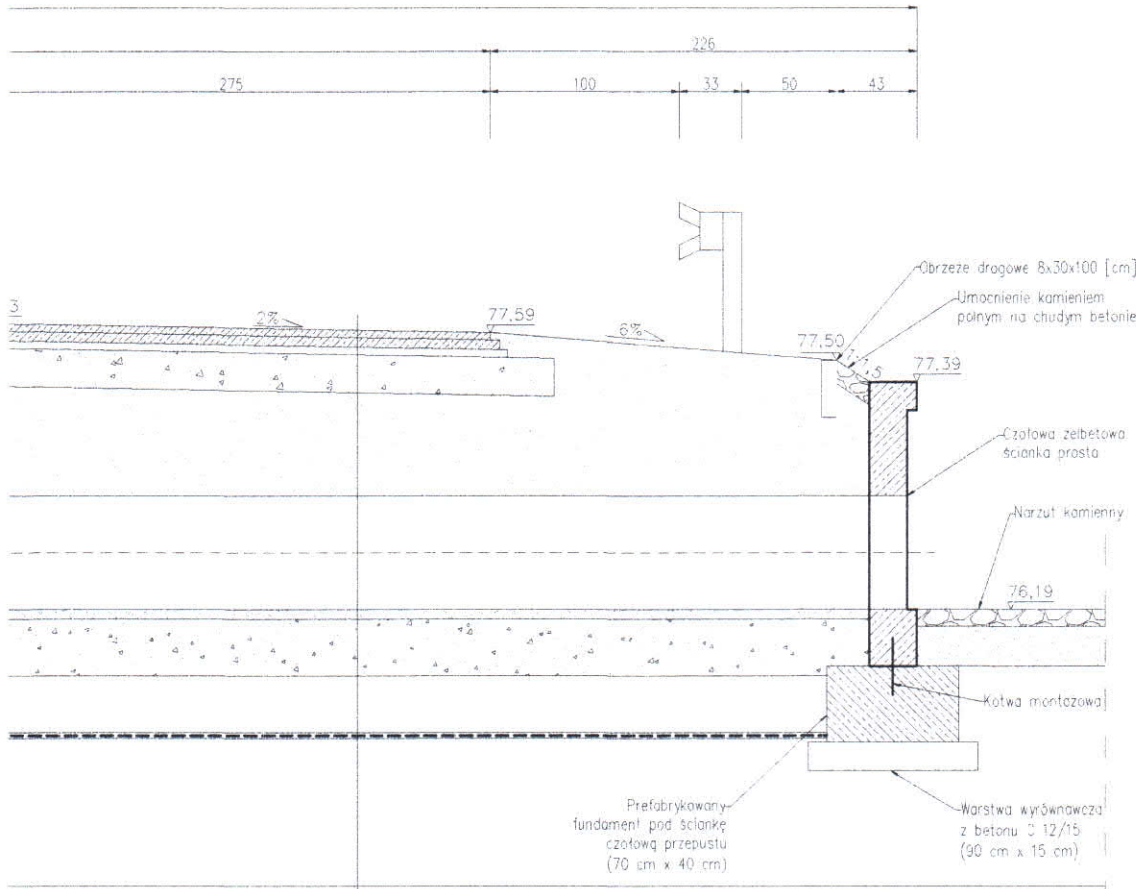 226
275 100 33 50 43
Obrzeże drogowe 8x30x100 [cm]
Umocnienie kamieniem
polnym na chudym betonie
3 2% 77,59 6% 77,50 1:1,5 77,39
Czołowa żelbetowa
ścianka prosta
Narzut kamienny
76,19
Kotwa montażowa
Prefabrykowany
fundament pod ściankę
czołową przepustu
(70 cm x 40 cm)
Warstwa wyrównawcza
z betonu C 12/15
(90 cm x 15 cm)